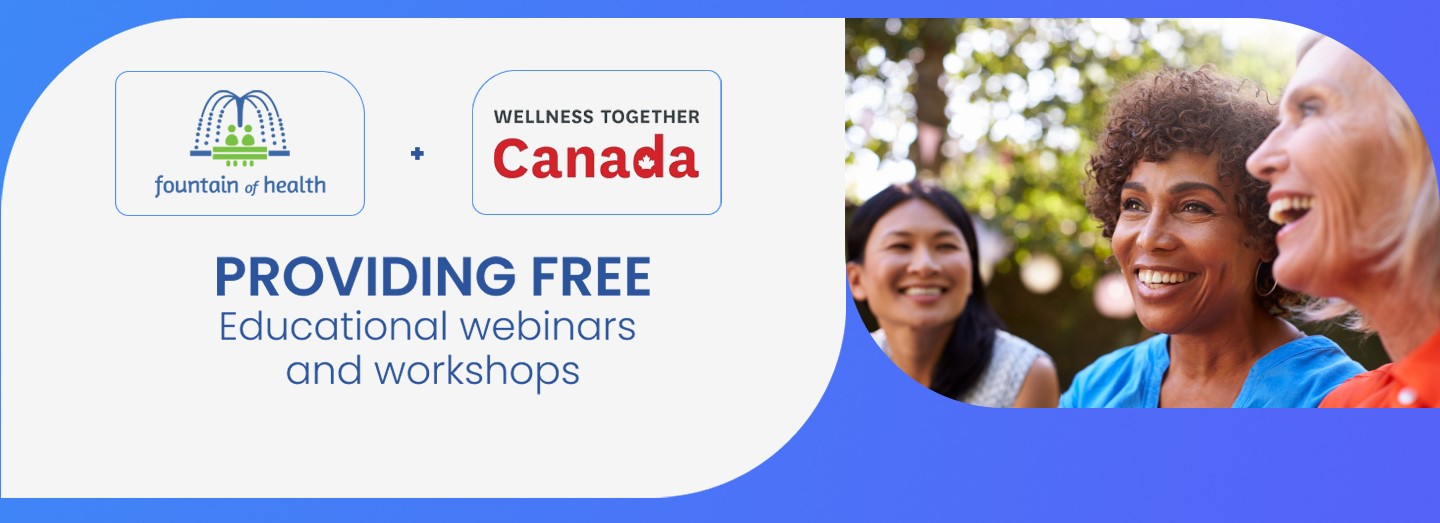 fountain of health
+
WELLNESS TOGETHER
Canada
PROVIDING FREE
Educational webinars
and workshops